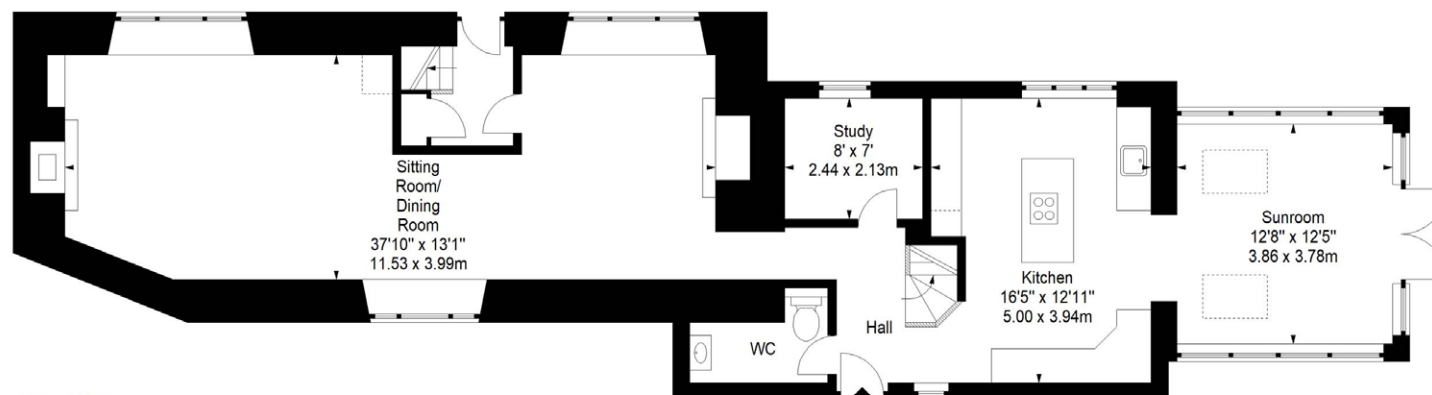 Sitting
Room/
Dining
Room
37'10" x 13'1"
11.53 x 3.99m
Study
8' x 7'
2.44 x 2.13m
Kitchen
16'5" x 12'11"
5.00 x 3.94m
Sunroom
12'8" x 12'5"
3.86 x 3.78m
Hall
WC